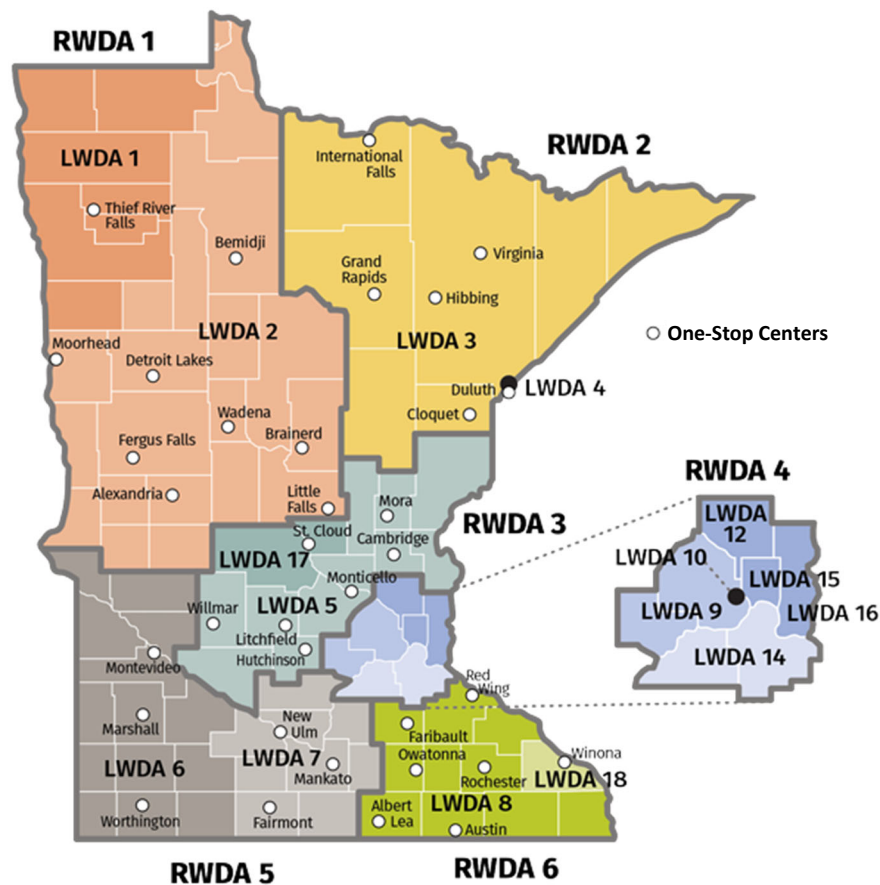 RWDA 1
RWDA 2
LWDA 1
International
Falls
Thief River
Falls
Bemidji
Virginia
Grand
Rapids
Hibbing
LWDA 2
LWDA 3
One-Stop Centers
Moorhead
Detroit Lakes
Duluth
LWDA 4
Cloquet
Wadena
Brainerd
Fergus Falls
Alexandria
Little
Falls
Mora
RWDA 3
RWDA 4
St. Cloud
Cambridge
LWDA
12
LWDA 17
LWDA 10
Monticello
LWDA 15
Willmar
LWDA 5
LWDA 9
LWDA 16
Litchfield
Hutchinson
LWDA 14
Montevideo
Red
Wing
Marshall
New
Ulm
Faribault
Owatonna
Winona
LWDA 6
LWDA 7
Mankato
Rochester
LWDA 18
Worthington
Fairmont
Albert
Lea
LWDA 8
Austin
RWDA 5
RWDA 6